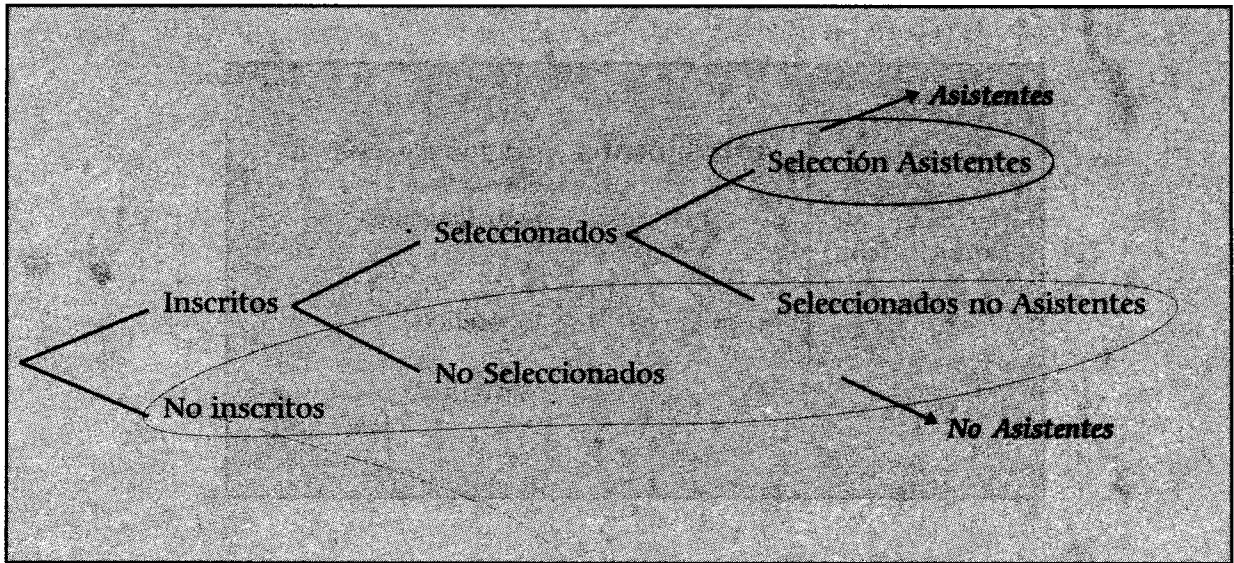 Asistentes
Selección Asistentes
Seleccionados
Inscritos
Seleccionados no Asistentes
No Seleccionados
No inscritos
No Asistentes